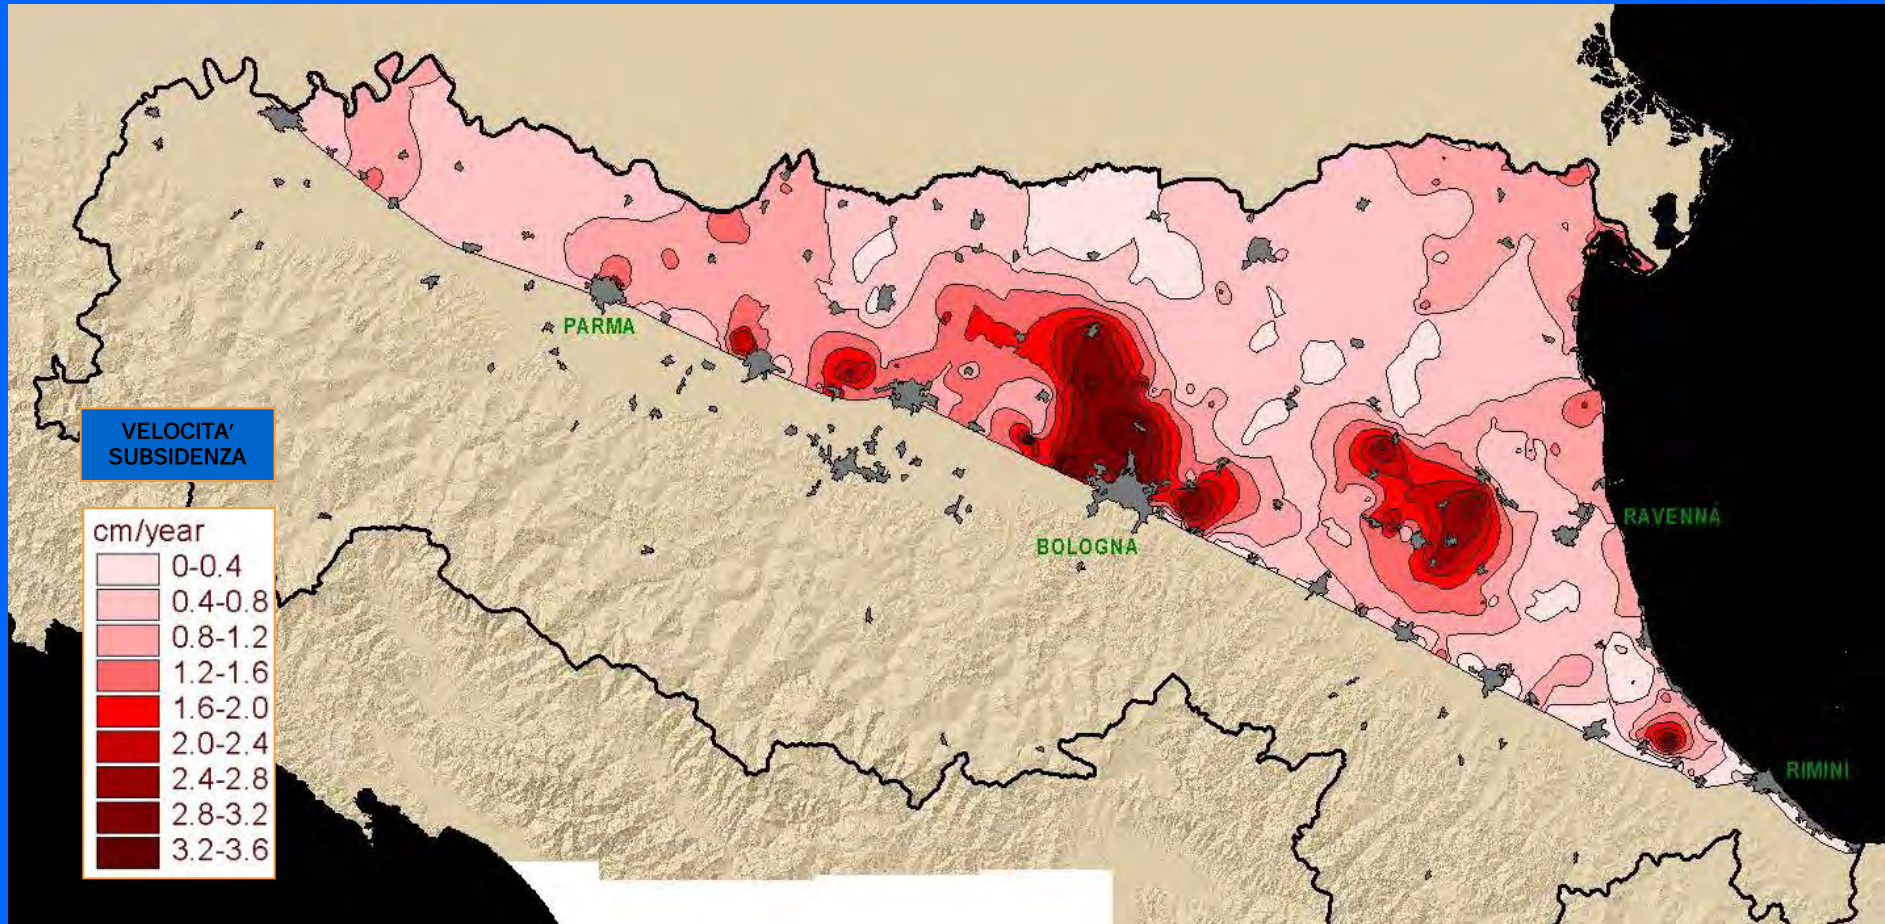 PARMA
VELOCITA'
SUBSIDENZA
cm/year
0-0.4
0.4-0.8
0.8-1.2
1.2-1.6
1.6-2.0
2.0-2.4
2.4-2.8
2.8-3.2
3.2-3.6
BOLOGNA
RAVENNA
RIMINI